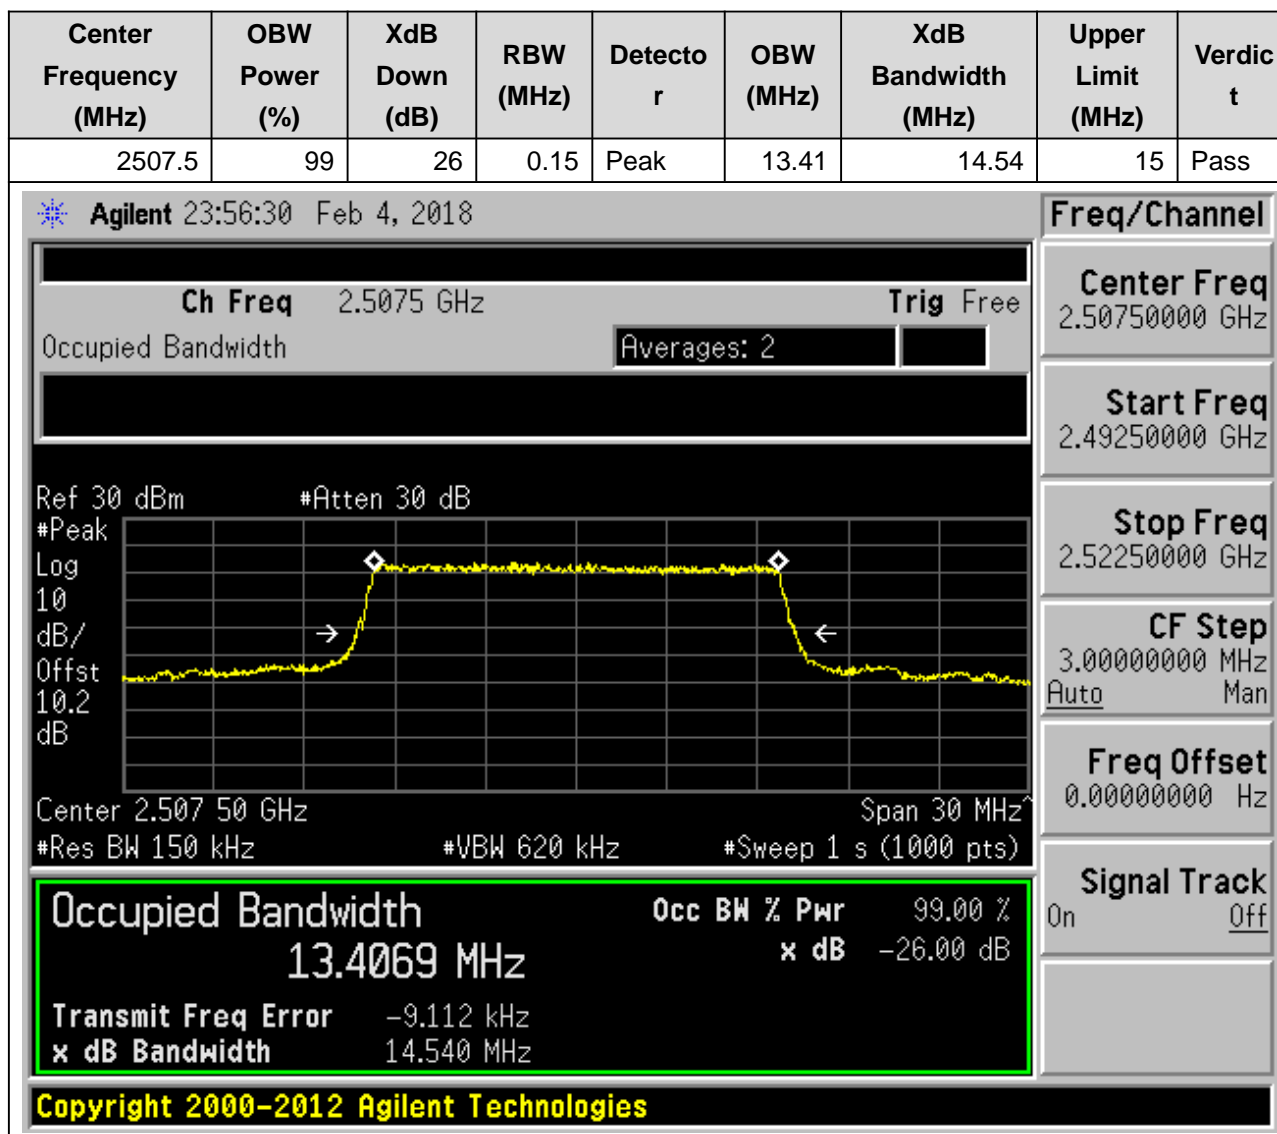 Center Frequency (MHz) OBW Power (%) XdB Down (dB) RBW (MHz) Detector OBW (MHz) XdB Bandwidth (MHz) Upper Limit (MHz) Verdict
2507.5 99 26 0.15 Peak 13.41 14.54 15 Pass
Agilent 23:56:30 Feb 4, 2018
Freq/Channel
Ch Freq 2.5075 GHz Trig Free
Occupied Bandwidth Averages: 2
Center Freq
2.50750000 GHz
Start Freq
2.49250000 GHz
Stop Freq
2.52250000 GHz
CF Step
3.00000000 MHz
Auto Man
Freq Offset
0.00000000 Hz
Signal Track
On Off
Ref 30 dBm #Atten 30 dB
#Peak
Log
10
dB/
Offst
10.2
dB
Center 2.507 50 GHz Span 30 MHz^
#Res BW 150 kHz #VBW 620 kHz #Sweep 1 s (1000 pts)
Occupied Bandwidth Occ BW % Pwr 99.00 %
13.4069 MHz x dB -26.00 dB
Transmit Freq Error -9.112 kHz
x dB Bandwidth 14.540 MHz
Copyright 2000-2012 Agilent Technologies